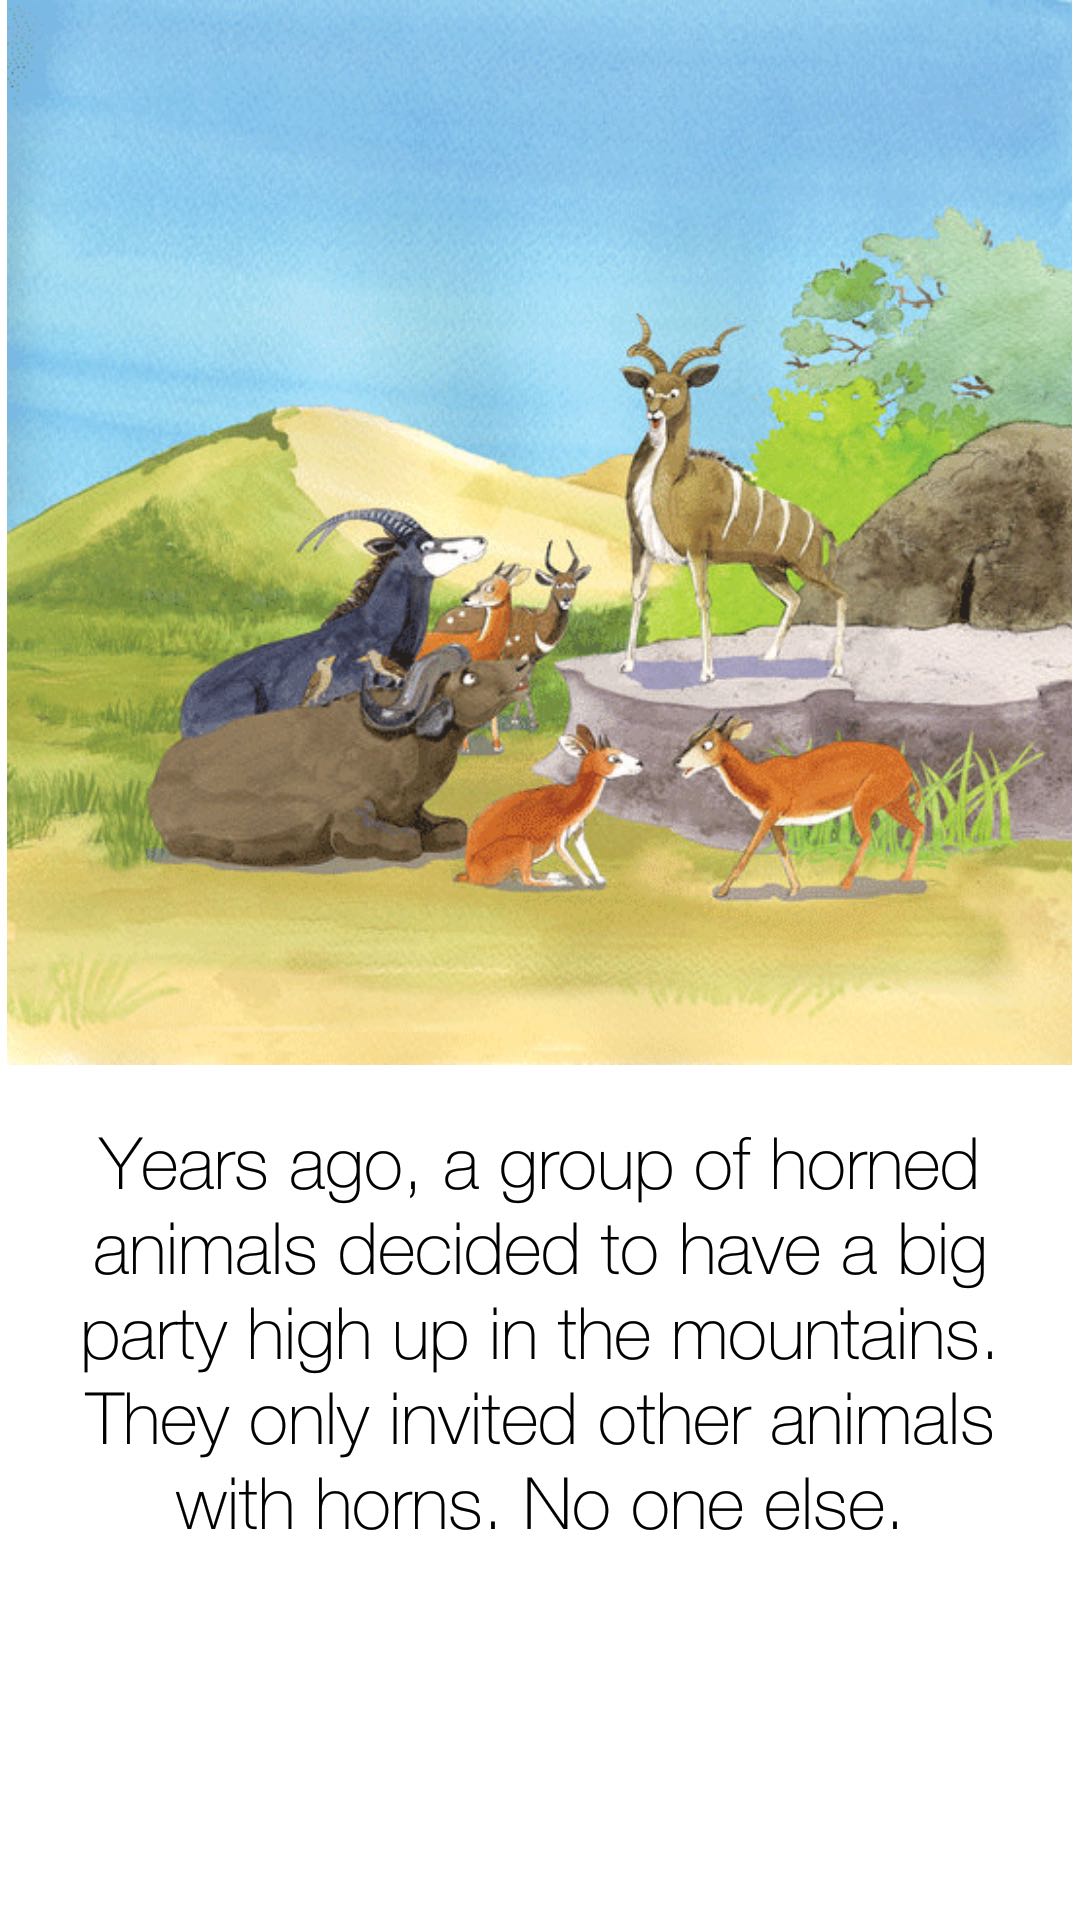 Years ago, a group of horned
animals decided to have a big
party high up in the mountains.
They only invited other animals
with horns. No one else.